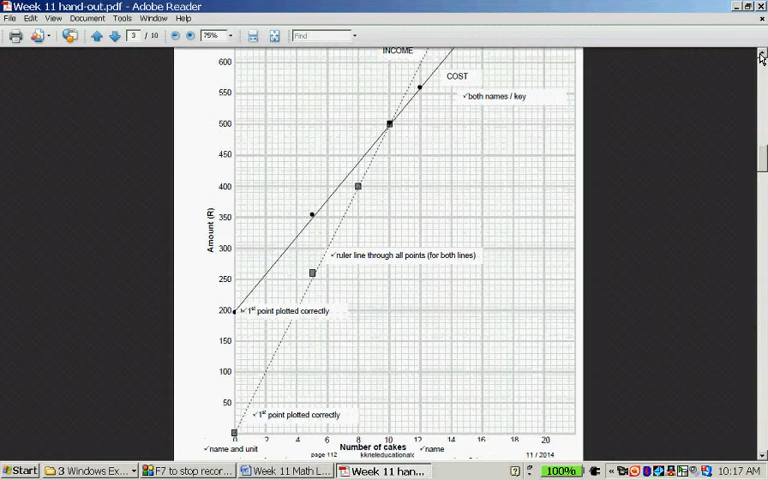 Week 11 hand-out.pdf - Adobe Reader
File Edit View Document Tools Window Help
3 / 10 75% Find
INCOME
600
COST
550
✓both names / key
500
450
400
350
Amount (R)
300
✓ruler line through all points (for both lines)
250
200
✓1st point plotted correctly
150
100
50
✓1st point plotted correctly
0 2 4 6 8 10 12 14 16 18 20
✓name and unit Number of cakes ✓name
page 112 kkrieleducational 11 / 2014
Start 3 Windows Ex... F7 to stop recor... Week 11 Math L... Week 11 han... 100% 10:17 AM